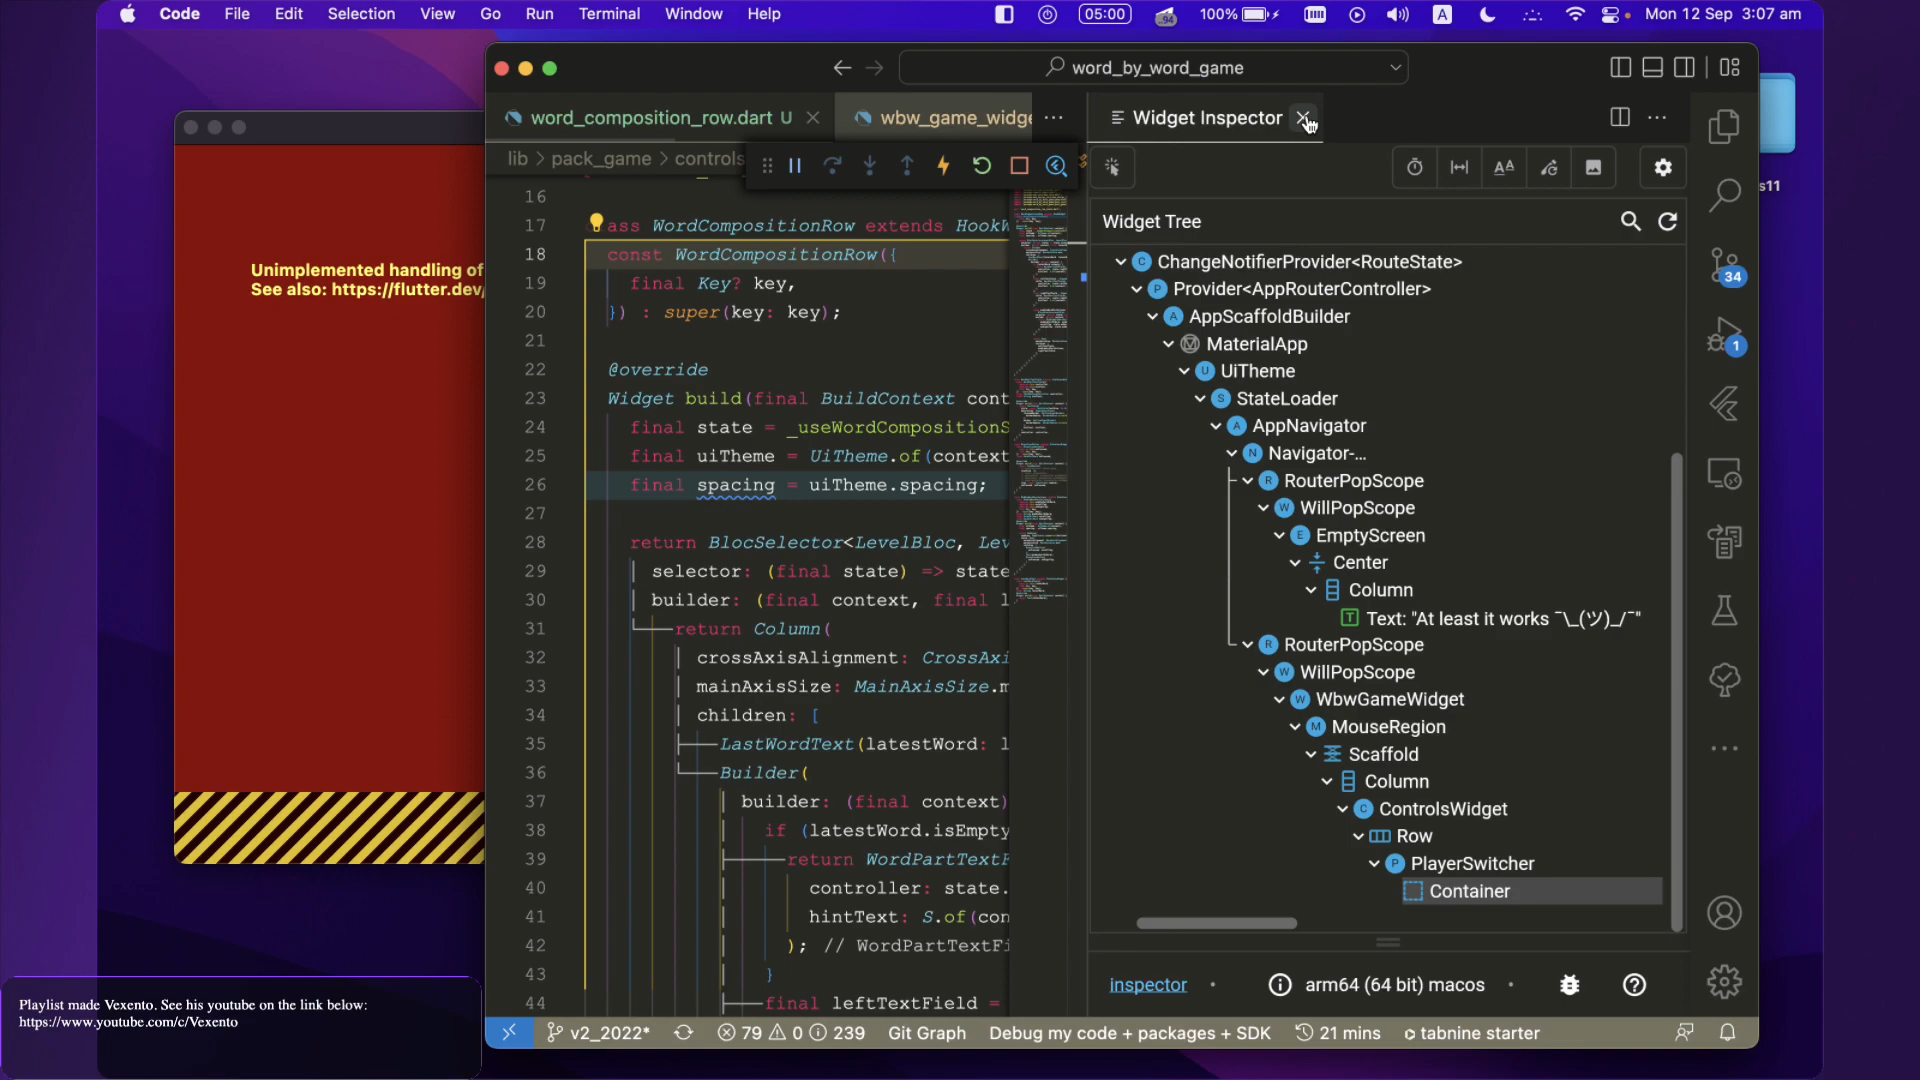 Code File Edit Selection View Go Run Terminal Window Help
05:00 94 100% A Mon 12 Sep 3:07 am
word_by_word_game
word_composition_row.dart U
wbw_game_widge
Widget Inspector
lib > pack_game > controls
s11
Widget Tree
16
17 ass WordCompositionRow extends HookW
18 const WordCompositionRow({
19 final Key? key,
20 }) : super(key: key);
21
22 @override
23 Widget build(final BuildContext cont
24 final state = _useWordCompositionS
25 final uiTheme = UiTheme.of(context
26 final spacing = uiTheme.spacing;
27
28 return BlocSelector<LevelBloc, Lev
29 selector: (final state) => state
30 builder: (final context, final l
31 return Column(
32 crossAxisAlignment: CrossAxi
33 mainAxisSize: MainAxisSize.m
34 children: [
35 LastWordText(latestWord: l
36 Builder(
37 builder: (final context)
38 if (latestWord.isEmpty
39 return WordPartTextF
40 controller: state.
41 hintText: S.of(con
42 ); // WordPartTextFi
43 }
44 final leftTextField =
ChangeNotifierProvider<RouteState>
Provider<AppRouterController>
AppScaffoldBuilder
MaterialApp
UiTheme
StateLoader
AppNavigator
Navigator-...
RouterPopScope
WillPopScope
EmptyScreen
Center
Column
Text: "At least it works ¯\_(ツ)_/¯"
RouterPopScope
WillPopScope
WbwGameWidget
MouseRegion
Scaffold
Column
ControlsWidget
Row
PlayerSwitcher
Container
34
1
Unimplemented handling of
See also: https://flutter.dev/
inspector • arm64 (64 bit) macos •
v2_2022* 79 0 239 Git Graph Debug my code + packages + SDK 21 mins tabnine starter
Playlist made Vexento. See his youtube on the link below:
https://www.youtube.com/c/Vexento